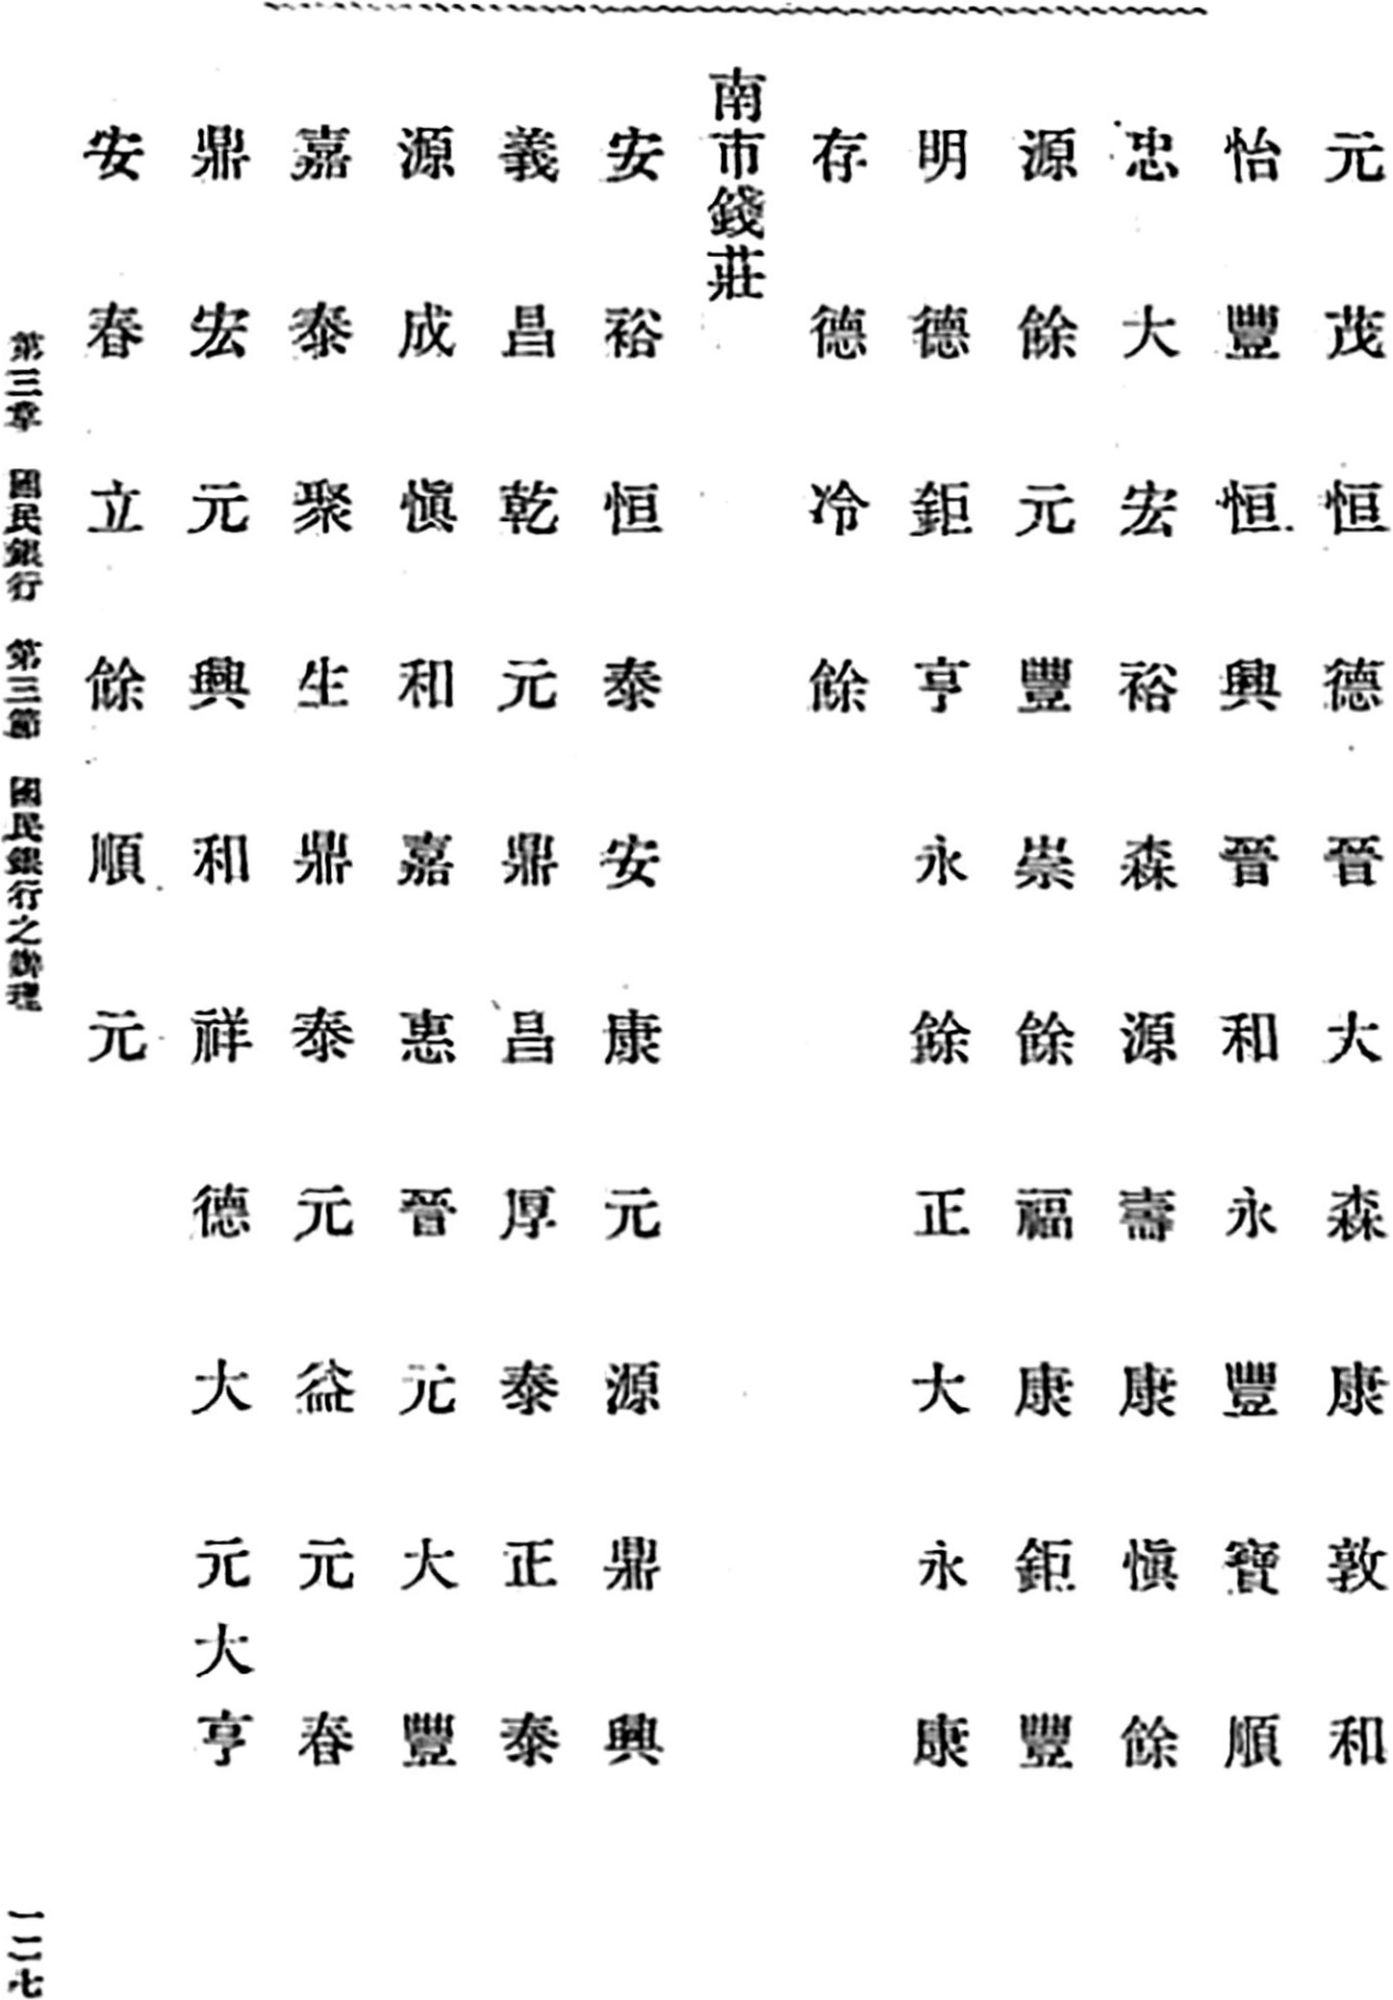 元茂 恒德 晉大 森康 敦和
怡豐 恒興 晉和 永豐 寶順
忠大 宏裕 森源 壽康 愼餘
源餘 元豐 崇餘 福康 鉅豐
明德 鉅亨 永餘 正大 永康
存德 冷餘
南市錢莊
安裕 恒泰 安康 元源 鼎興
義昌 乾元 鼎昌 厚泰 正泰
源成 愼和 嘉惠 晉元 大豐
嘉泰 聚生 鼎泰 元益 元春
鼎宏 元興 和祥 德大 元大亨
安春 立餘 順元
第三章 國民銀行 第三節 國民銀行之辦理
一二七